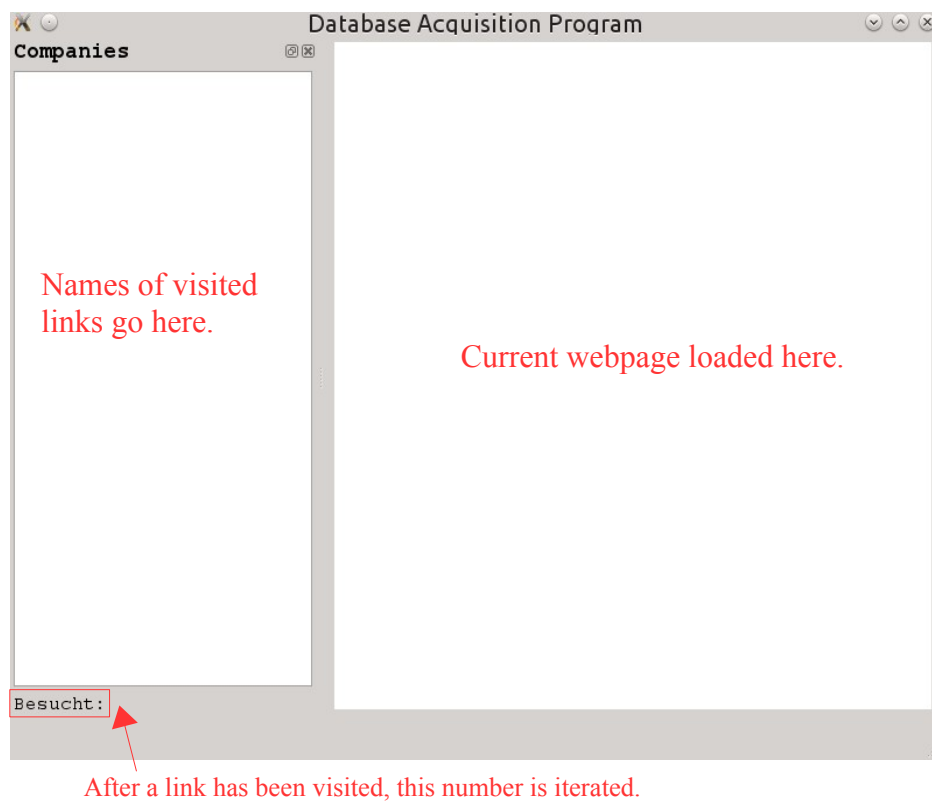 Database Acquisition Program
Companies
Names of visited
links go here.
Current webpage loaded here.
Besucht:
After a link has been visited, this number is iterated.